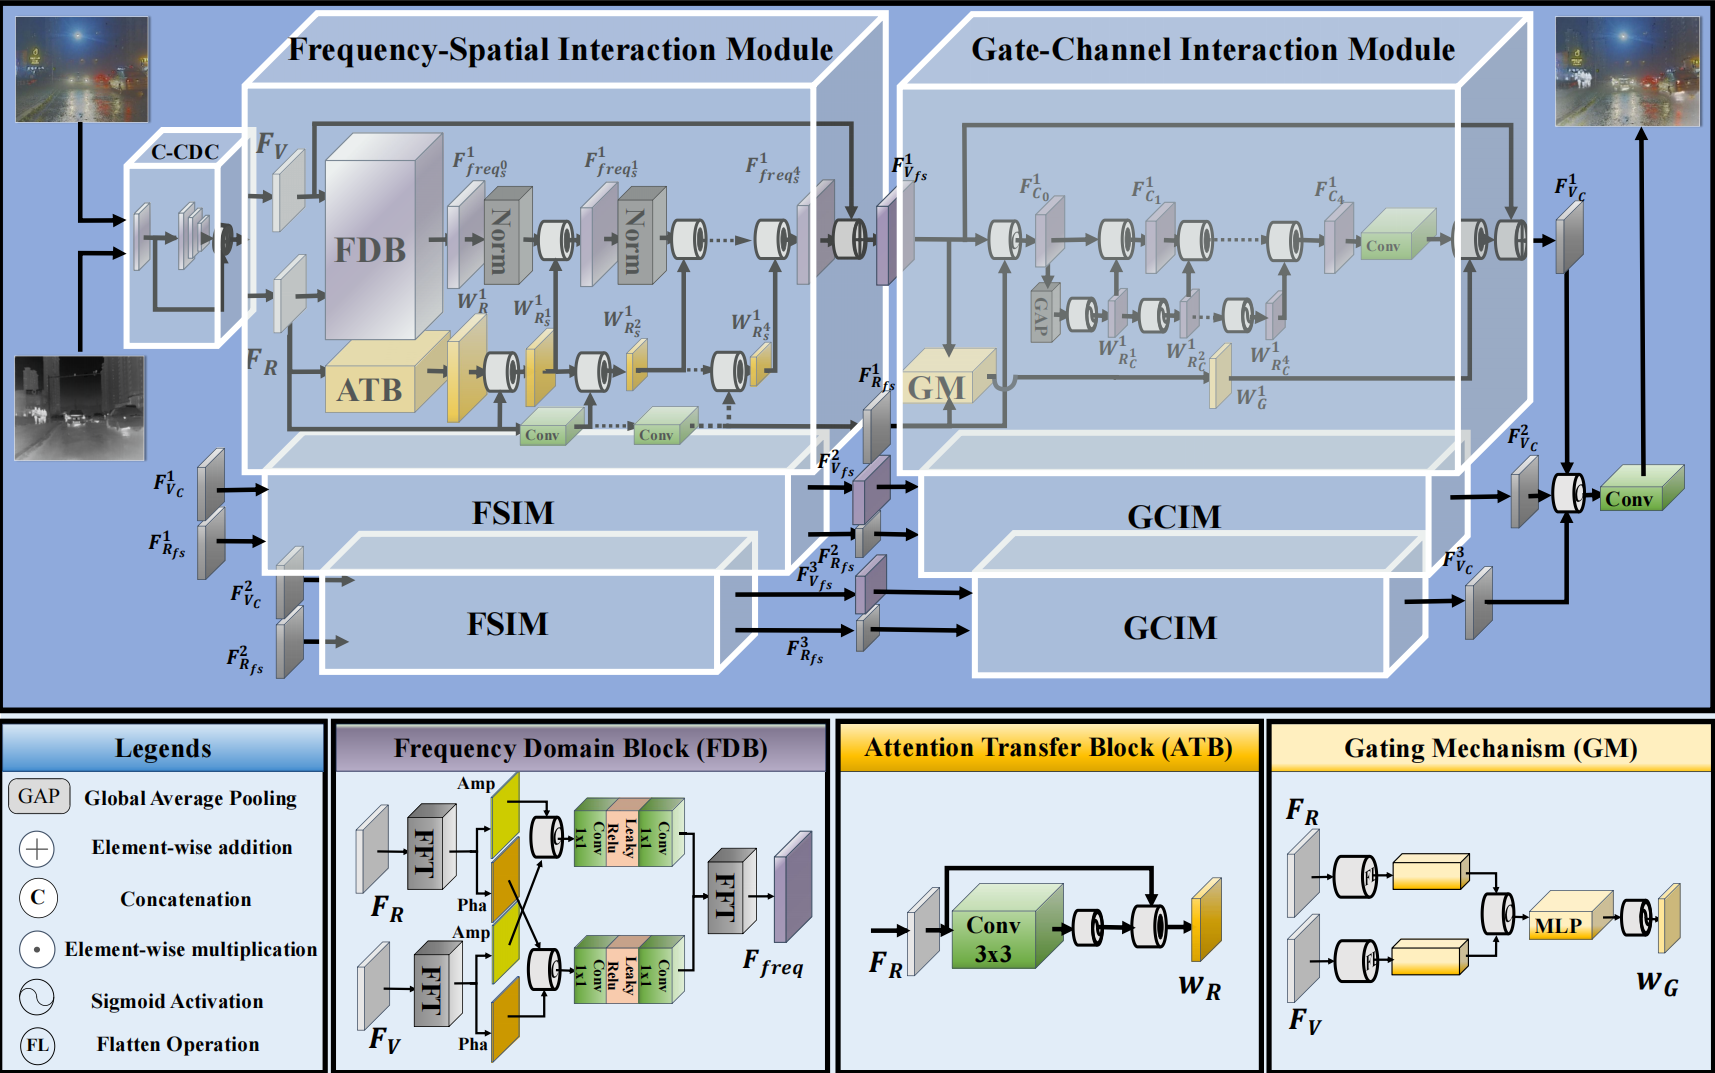 Frequency-Spatial Interaction Module
Gate-Channel Interaction Module
C-CDC
F_V
F_R
FDB
ATB
F^1_{freq^0_s}
Norm
F^1_{freq^1_s}
Norm
F^1_{freq^4_s}
F^1_{V_{fs}}
W^1_R
W^1_{R^1_s}
W^1_{R^2_s}
W^1_{R^4_s}
Conv
Conv
F^1_{R_{fs}}
F^1_{C_0}
F^1_{C_1}
F^1_{C_4}
Conv
GAP
W^1_{R^1_C}
W^1_{R^2_C}
W^1_{R^4_C}
GM
W^1_G
F^1_{V_C}
F^1_{V_C}
F^1_{R_{fs}}
FSIM
F^2_{V_{fs}}
F^2_{R_{fs}}
GCIM
F^2_{V_C}
C
Conv
F^2_{V_C}
F^2_{R_{fs}}
FSIM
F^3_{V_{fs}}
F^3_{R_{fs}}
GCIM
F^3_{V_C}
Legends
GAP Global Average Pooling
Element-wise addition
C Concatenation
Element-wise multiplication
Sigmoid Activation
FL Flatten Operation
Frequency Domain Block (FDB)
F_R
FFT
Amp
Pha
C
1x1 Conv
Leaky Relu
1x1 Conv
F_V
FFT
Amp
Pha
C
1x1 Conv
Leaky Relu
1x1 Conv
FFT
F_{freq}
Attention Transfer Block (ATB)
F_R
Conv
3x3
w_R
Gating Mechanism (GM)
F_R
F_V
FL
FL
C
MLP
w_G